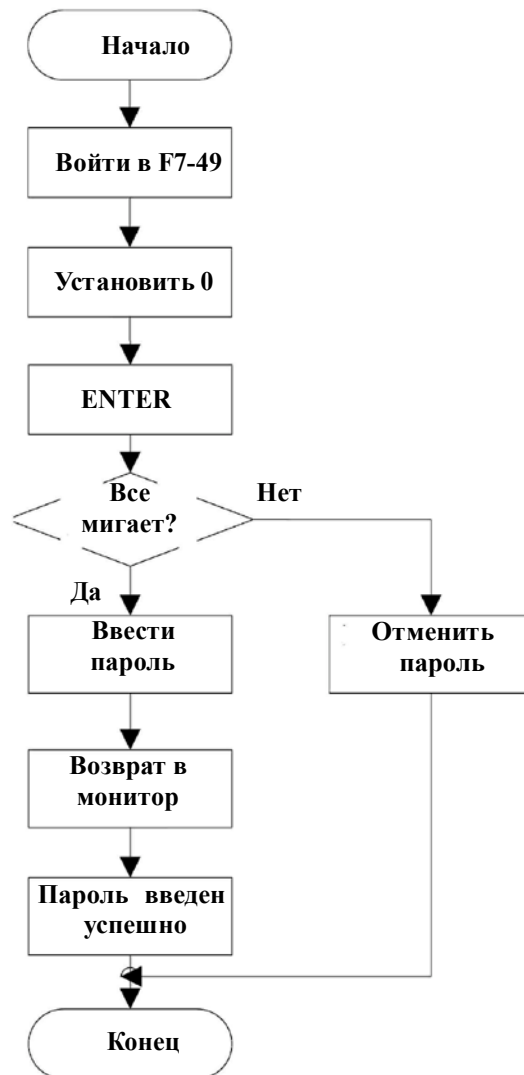 Начало
Войти в F7-49
Установить 0
ENTER
Все
мигает?
Нет
Да
Ввести
пароль
Отменить
пароль
Возврат в
монитор
Пароль введен
успешно
Конец